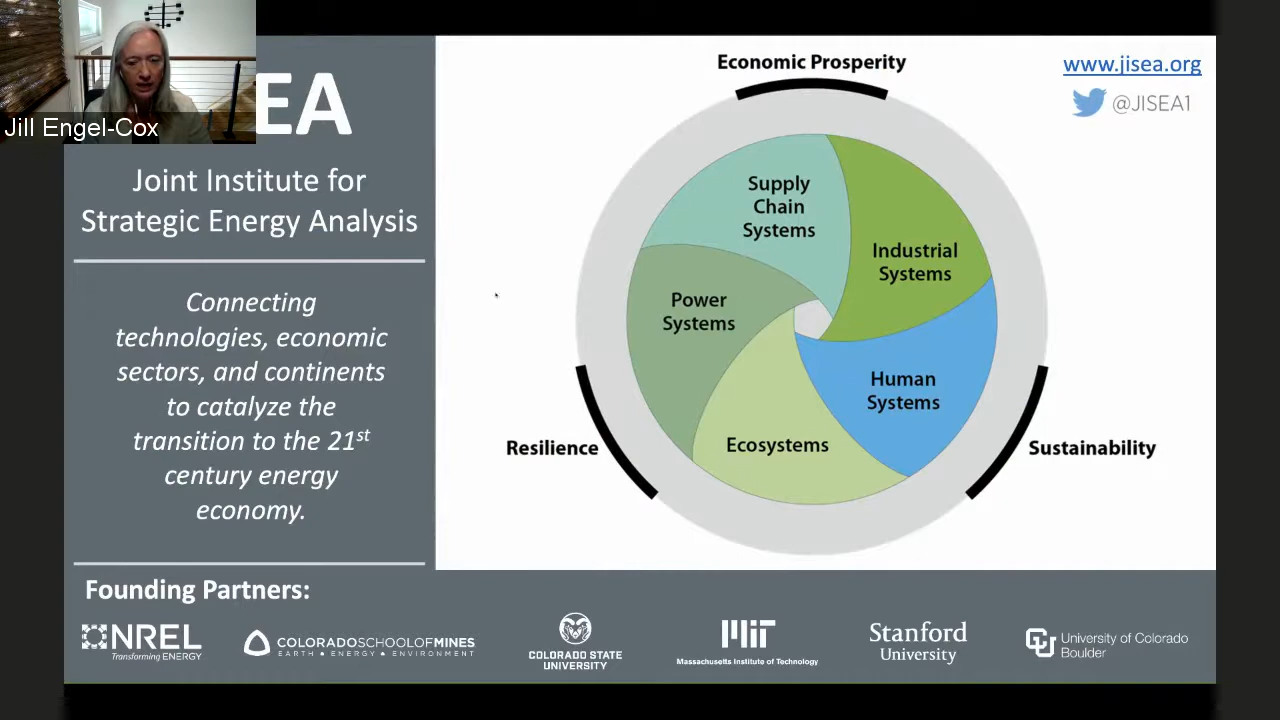 Jill Engel-Cox
EA
Joint Institute for
Strategic Energy Analysis
Connecting
technologies, economic
sectors, and continents
to catalyze the
transition to the 21st
century energy
economy.
www.jisea.org
@JISEA1
Economic Prosperity
Supply
Chain
Systems
Industrial
Systems
Power
Systems
Human
Systems
Ecosystems
Resilience
Sustainability
Founding Partners:
NREL
Transforming ENERGY
COLORADOSCHOOLOFMINES
EARTH • ENERGY • ENVIRONMENT
COLORADO STATE
UNIVERSITY
MIT
Massachusetts Institute of Technology
Stanford
University
CU
University of Colorado
Boulder